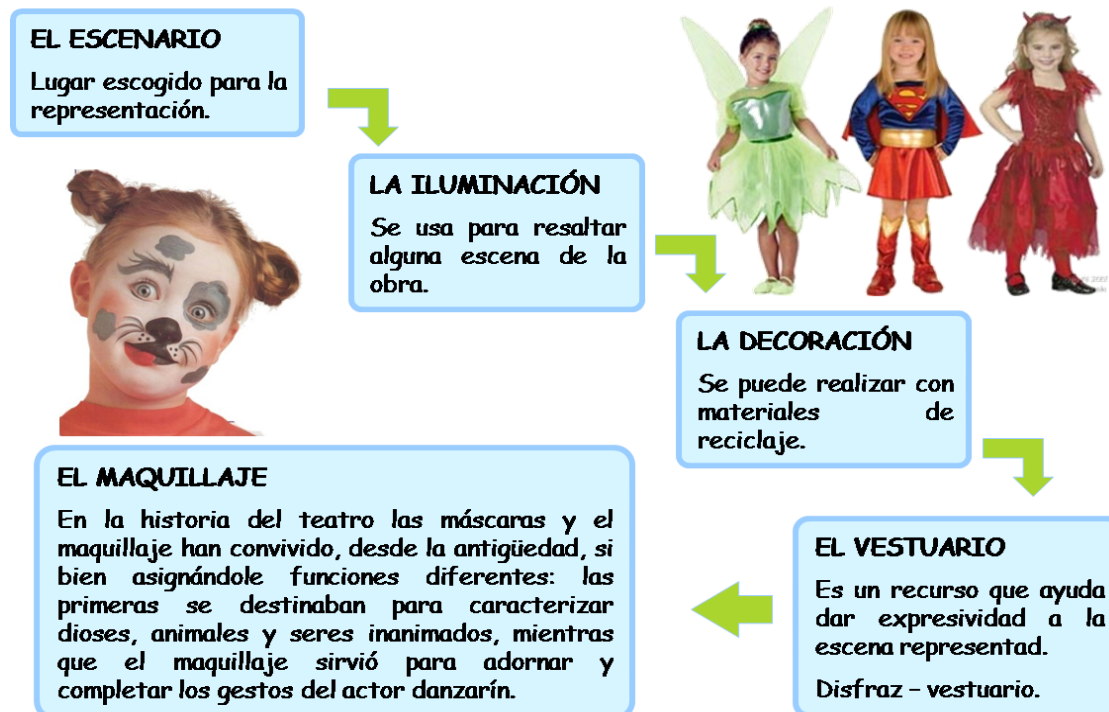 EL ESCENARIO
Lugar escogido para la
representación.
LA ILUMINACIÓN
Se usa para resaltar
alguna escena de la
obra.
LA DECORACIÓN
Se puede realizar con
materiales de
reciclaje.
EL VESTUARIO
Es un recurso que ayuda
dar expresividad a la
escena representad.
Disfraz – vestuario.
EL MAQUILLAJE
En la historia del teatro las máscaras y el
maquillaje han convivido, desde la antigüedad, si
bien asignándole funciones diferentes: las
primeras se destinaban para caracterizar
dioses, animales y seres inanimados, mientras
que el maquillaje sirvió para adornar y
completar los gestos del actor danzarín.